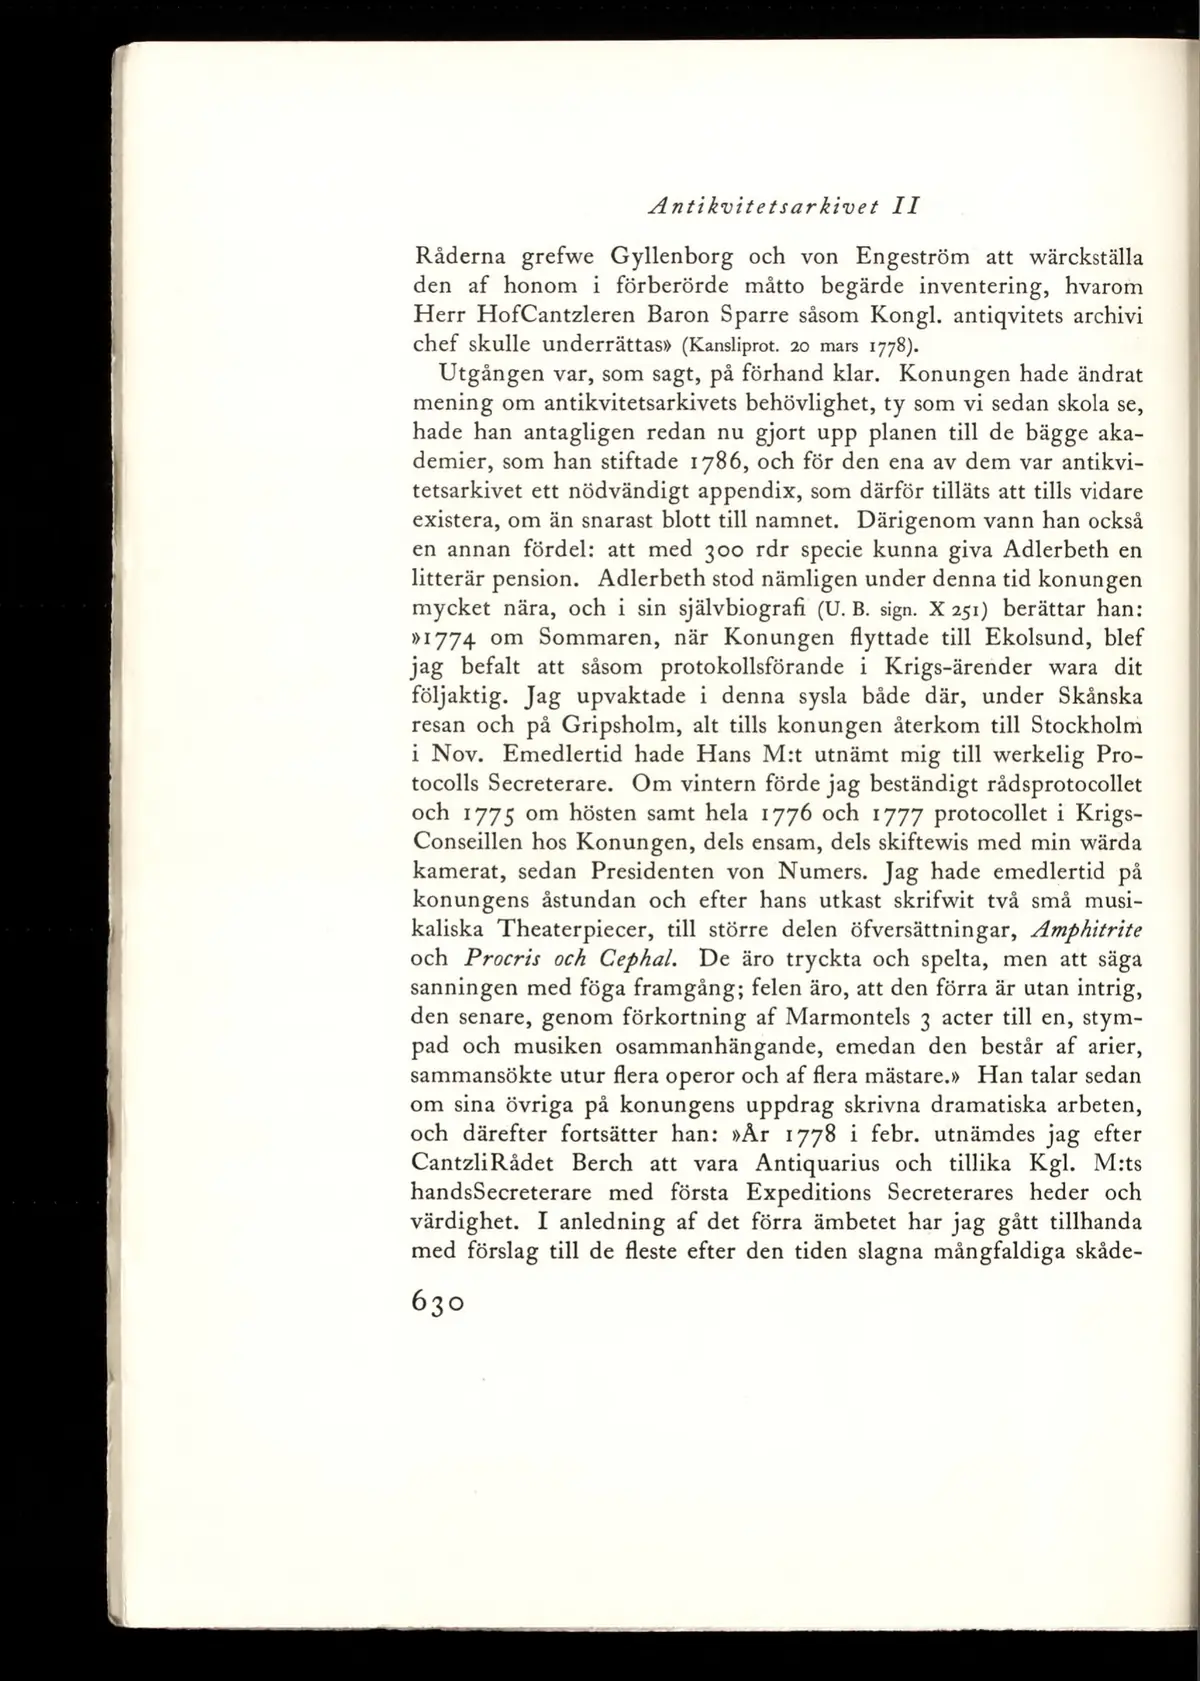 Antikvitetsarkivet II
Råderna grefwe Gyllenborg och von Engeström att wärckställa
den af honom i förberörde måtto begärde inventering, hvarom
Herr HofCantzleren Baron Sparre såsom Kongl. antiqvitets archivi
chef skulle underrättas» (Kansliprot. 20 mars 1778).
Utgången var, som sagt, på förhand klar. Konungen hade ändrat
mening om antikvitetsarkivets behövlighet, ty som vi sedan skola se,
hade han antagligen redan nu gjort upp planen till de bägge aka-
demier, som han stiftade 1786, och för den ena av dem var antikvi-
tetsarkivet ett nödvändigt appendix, som därför tilläts att tills vidare
existera, om än snarast blott till namnet. Därigenom vann han också
en annan fördel: att med 300 rdr specie kunna giva Adlerbeth en
litterär pension. Adlerbeth stod nämligen under denna tid konungen
mycket nära, och i sin självbiografi (U. B. sign. X 251) berättar han:
»1774 om Sommaren, när Konungen flyttade till Ekolsund, blef
jag befalt att såsom protokollsförande i Krigs-ärender wara dit
följaktig. Jag upvaktade i denna sysla både där, under Skånska
resan och på Gripsholm, alt tills konungen återkom till Stockholm
i Nov. Emedlertid hade Hans M:t utnämt mig till werkelig Pro-
tocolls Secreterare. Om vintern förde jag beständigt rådsprotocollet
och 1775 om hösten samt hela 1776 och 1777 protocollet i Krigs-
Conseillen hos Konungen, dels ensam, dels skiftewis med min wärda
kamerat, sedan Presidenten von Numers. Jag hade emedlertid på
konungens åstundan och efter hans utkast skrifwit två små musi-
kaliska Theaterpiecer, till större delen öfversättningar, Amphitrite
och Procris och Cephal. De äro tryckta och spelta, men att säga
sanningen med föga framgång; felen äro, att den förra är utan intrig,
den senare, genom förkortning af Marmontels 3 acter till en, stym-
pad och musiken osammanhängande, emedan den består af arier,
sammansökte utur flera operor och af flera mästare.» Han talar sedan
om sina övriga på konungens uppdrag skrivna dramatiska arbeten,
och därefter fortsätter han: »År 1778 i febr. utnämdes jag efter
CantzliRådet Berch att vara Antiquarius och tillika Kgl. M:ts
handsSecreterare med första Expeditions Secreterares heder och
värdighet. I anledning af det förra ämbetet har jag gått tillhanda
med förslag till de fleste efter den tiden slagna mångfaldiga skåde-
630